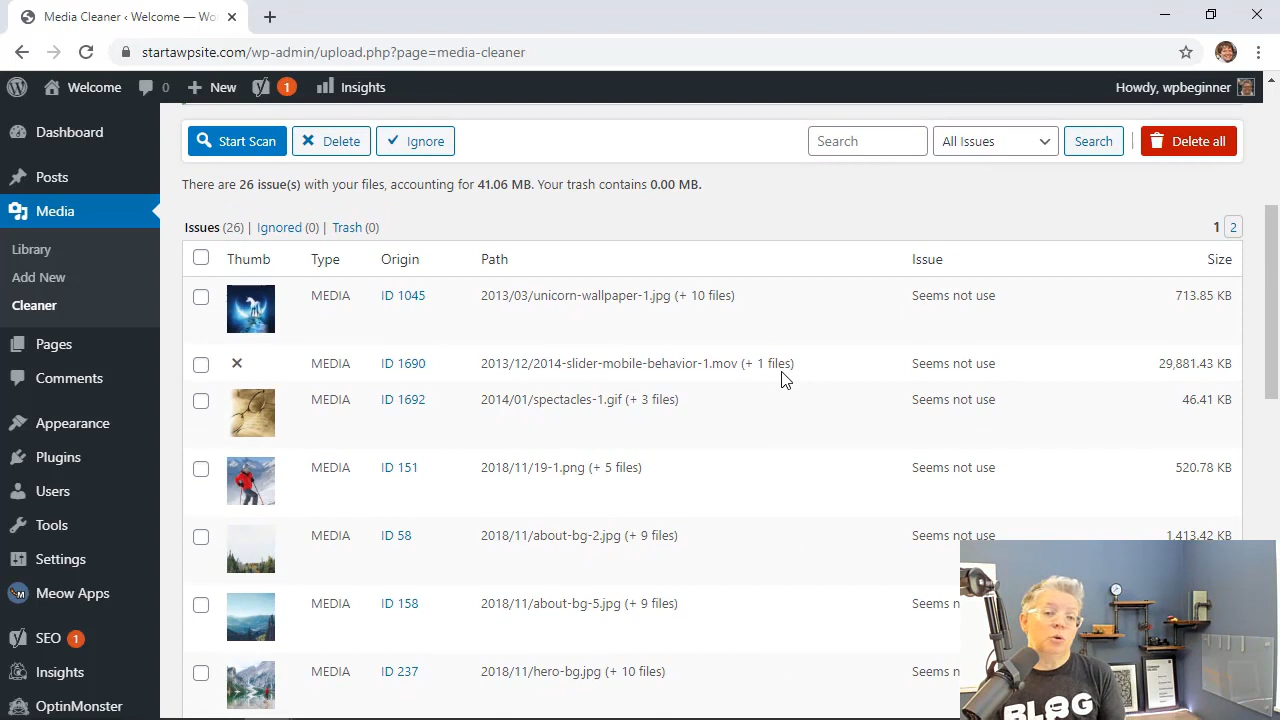 Media Cleaner ‹ Welcome — Wo
startawpsite.com/wp-admin/upload.php?page=media-cleaner
Welcome 0 New 1 Insights Howdy, wpbeginner
Dashboard
Posts
Media
Library
Add New
Cleaner
Pages
Comments
Appearance
Plugins
Users
Tools
Settings
Meow Apps
SEO 1
Insights
OptinMonster
Start Scan Delete Ignore Search All Issues Search Delete all
There are 26 issue(s) with your files, accounting for 41.06 MB. Your trash contains 0.00 MB.
Issues (26) | Ignored (0) | Trash (0) 1 2
Thumb Type Origin Path Issue Size
MEDIA ID 1045 2013/03/unicorn-wallpaper-1.jpg (+ 10 files) Seems not use 713.85 KB
MEDIA ID 1690 2013/12/2014-slider-mobile-behavior-1.mov (+ 1 files) Seems not use 29,881.43 KB
MEDIA ID 1692 2014/01/spectacles-1.gif (+ 3 files) Seems not use 46.41 KB
MEDIA ID 151 2018/11/19-1.png (+ 5 files) Seems not use 520.78 KB
MEDIA ID 58 2018/11/about-bg-2.jpg (+ 9 files) Seems not use 1,413.42 KB
MEDIA ID 158 2018/11/about-bg-5.jpg (+ 9 files) Seems n
MEDIA ID 237 2018/11/hero-bg.jpg (+ 10 files) Seems
BLOG